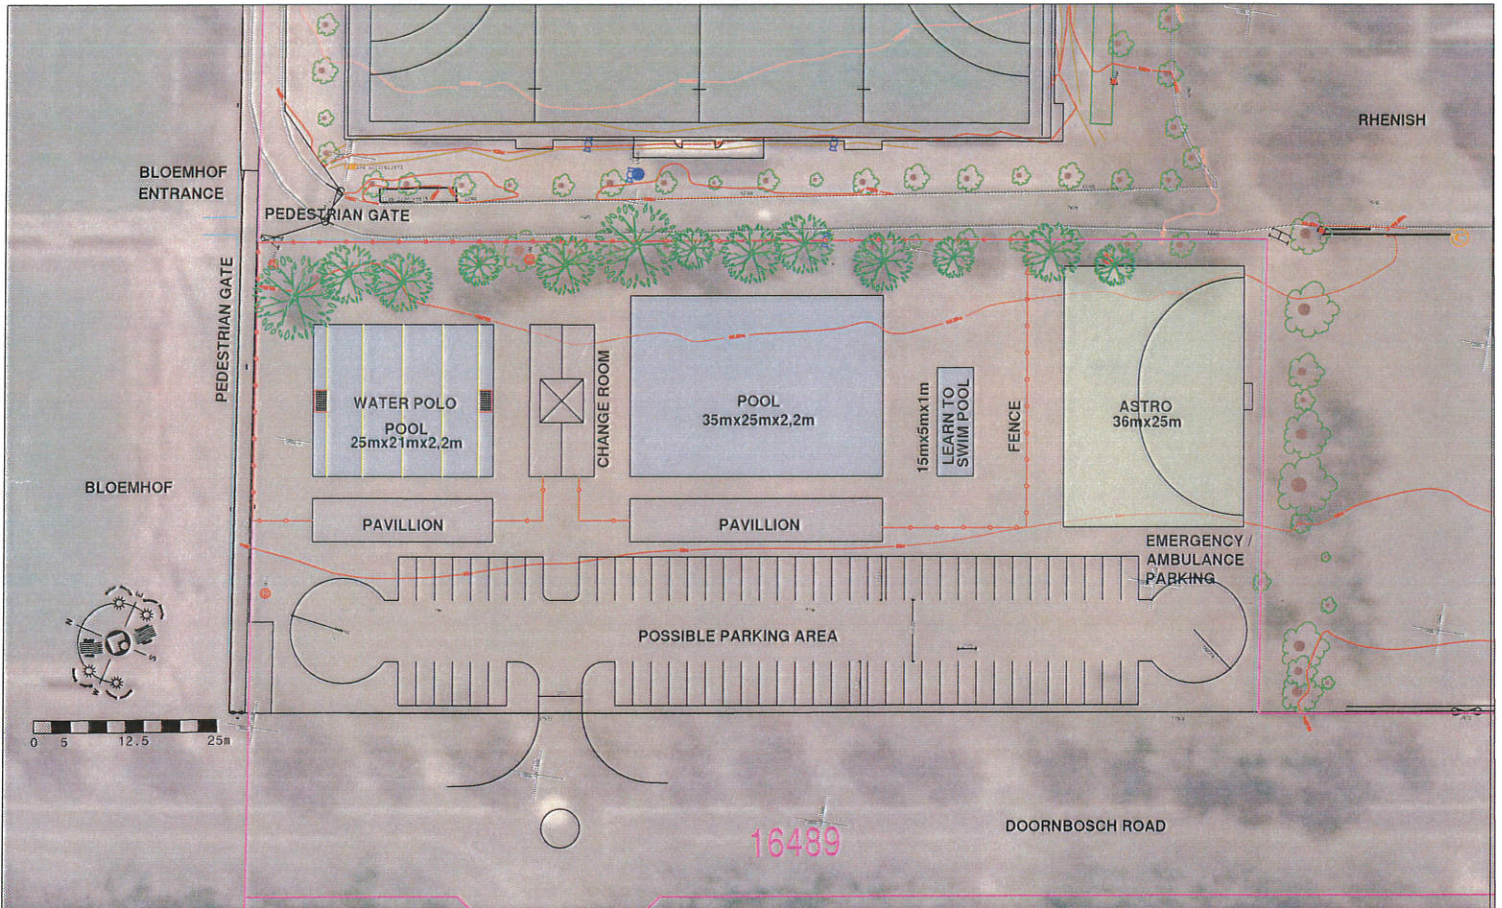 RHENISH
BLOEMHOF
ENTRANCE
PEDESTRIAN GATE
PEDESTRIAN GATE
WATER POLO
POOL
25mx21mx2,2m
CHANGE ROOM
POOL
35mx25mx2,2m
15mx5mx1m
LEARN TO
SWIM POOL
FENCE
ASTRO
36mx25m
BLOEMHOF
PAVILLION
PAVILLION
EMERGENCY /
AMBULANCE
PARKING
POSSIBLE PARKING AREA
N
E
S
W
0 5 12.5 25m
DOORNBOSCH ROAD
16489